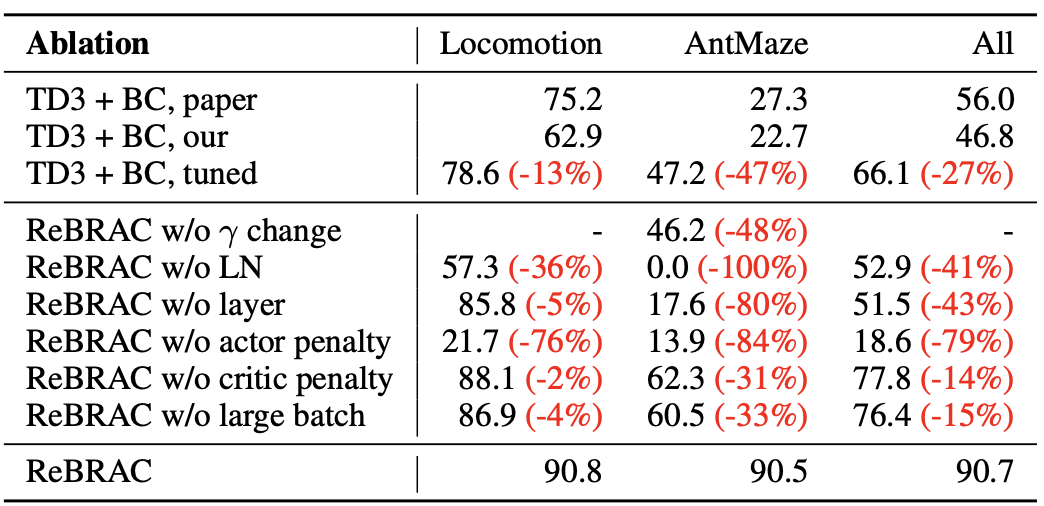 Ablation Locomotion AntMaze All
TD3 + BC, paper 75.2 27.3 56.0
TD3 + BC, our 62.9 22.7 46.8
TD3 + BC, tuned 78.6 (-13%) 47.2 (-47%) 66.1 (-27%)
ReBRAC w/o γ change - 46.2 (-48%) -
ReBRAC w/o LN 57.3 (-36%) 0.0 (-100%) 52.9 (-41%)
ReBRAC w/o layer 85.8 (-5%) 17.6 (-80%) 51.5 (-43%)
ReBRAC w/o actor penalty 21.7 (-76%) 13.9 (-84%) 18.6 (-79%)
ReBRAC w/o critic penalty 88.1 (-2%) 62.3 (-31%) 77.8 (-14%)
ReBRAC w/o large batch 86.9 (-4%) 60.5 (-33%) 76.4 (-15%)
ReBRAC 90.8 90.5 90.7